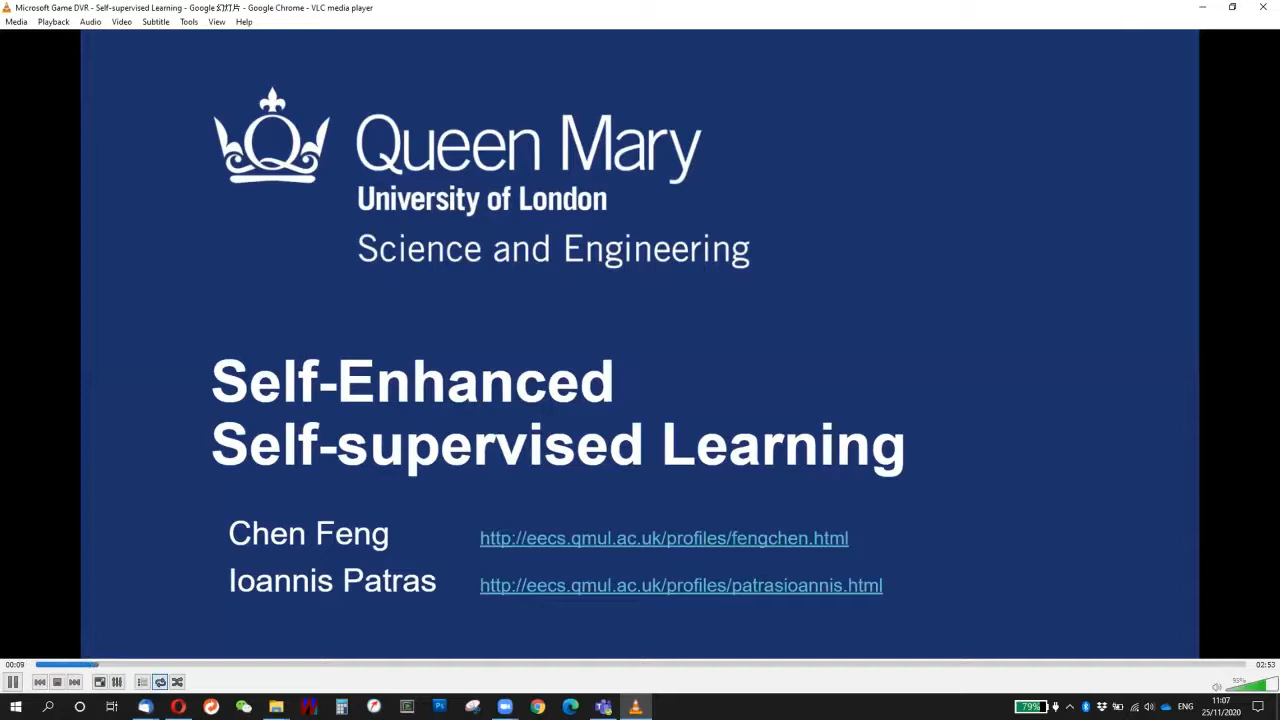 Microsoft Game DVR - Self-supervised Learning - Google 幻灯片 - Google Chrome - VLC media player
Media Playback Audio Video Subtitle Tools View Help
Queen Mary
University of London
Science and Engineering
Self-Enhanced
Self-supervised Learning
Chen Feng http://eecs.qmul.ac.uk/profiles/fengchen.html
Ioannis Patras http://eecs.qmul.ac.uk/profiles/patrasioannis.html
00:09 02:53
93%
79% ENG 11:07
25/11/2020